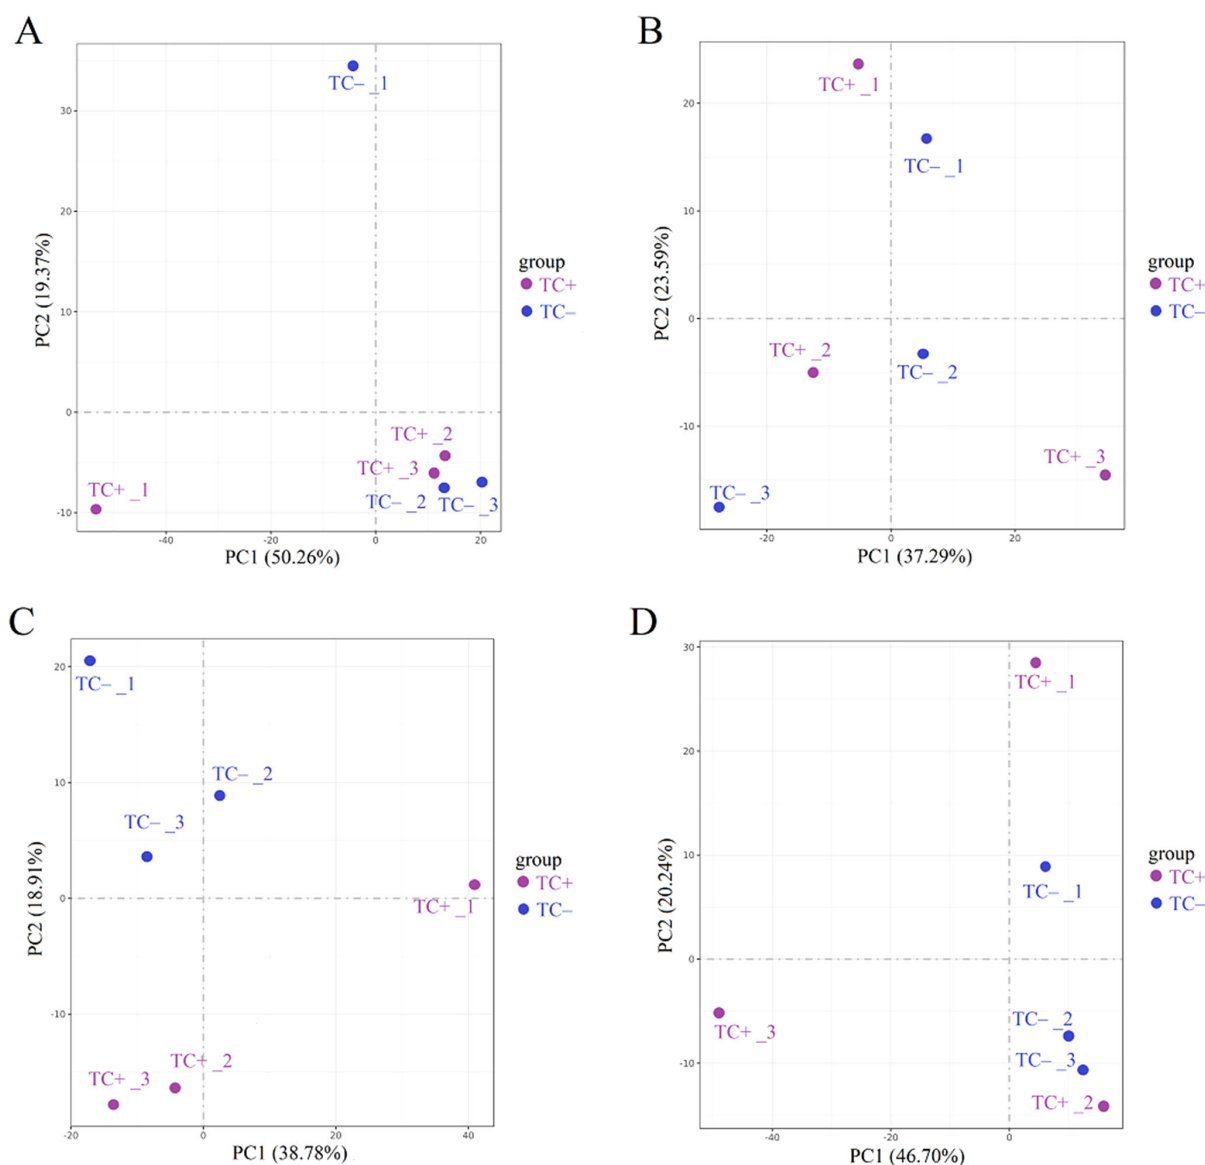 A
30
20
10
0
-10
-40
-20
0
20
PC2 (19.37%)
PC1 (50.26%)
TC– _1
TC+ _2
TC+ _3
TC+ _1
TC– _2
TC– _3
group
TC+
TC–
B
20
10
0
-10
-20
0
20
PC2 (23.59%)
PC1 (37.29%)
TC+ _1
TC– _1
TC+ _2
TC– _2
TC+ _3
TC– _3
group
TC+
TC–
C
20
10
0
-10
-20
0
20
40
PC2 (18.91%)
PC1 (38.78%)
TC– _1
TC– _2
TC– _3
TC+ _1
TC+ _2
TC+ _3
group
TC+
TC–
D
30
20
10
0
-10
-40
-20
0
PC2 (20.24%)
PC1 (46.70%)
TC+ _1
TC– _1
TC– _2
TC+ _3
TC– _3
TC+ _2
group
TC+
TC–